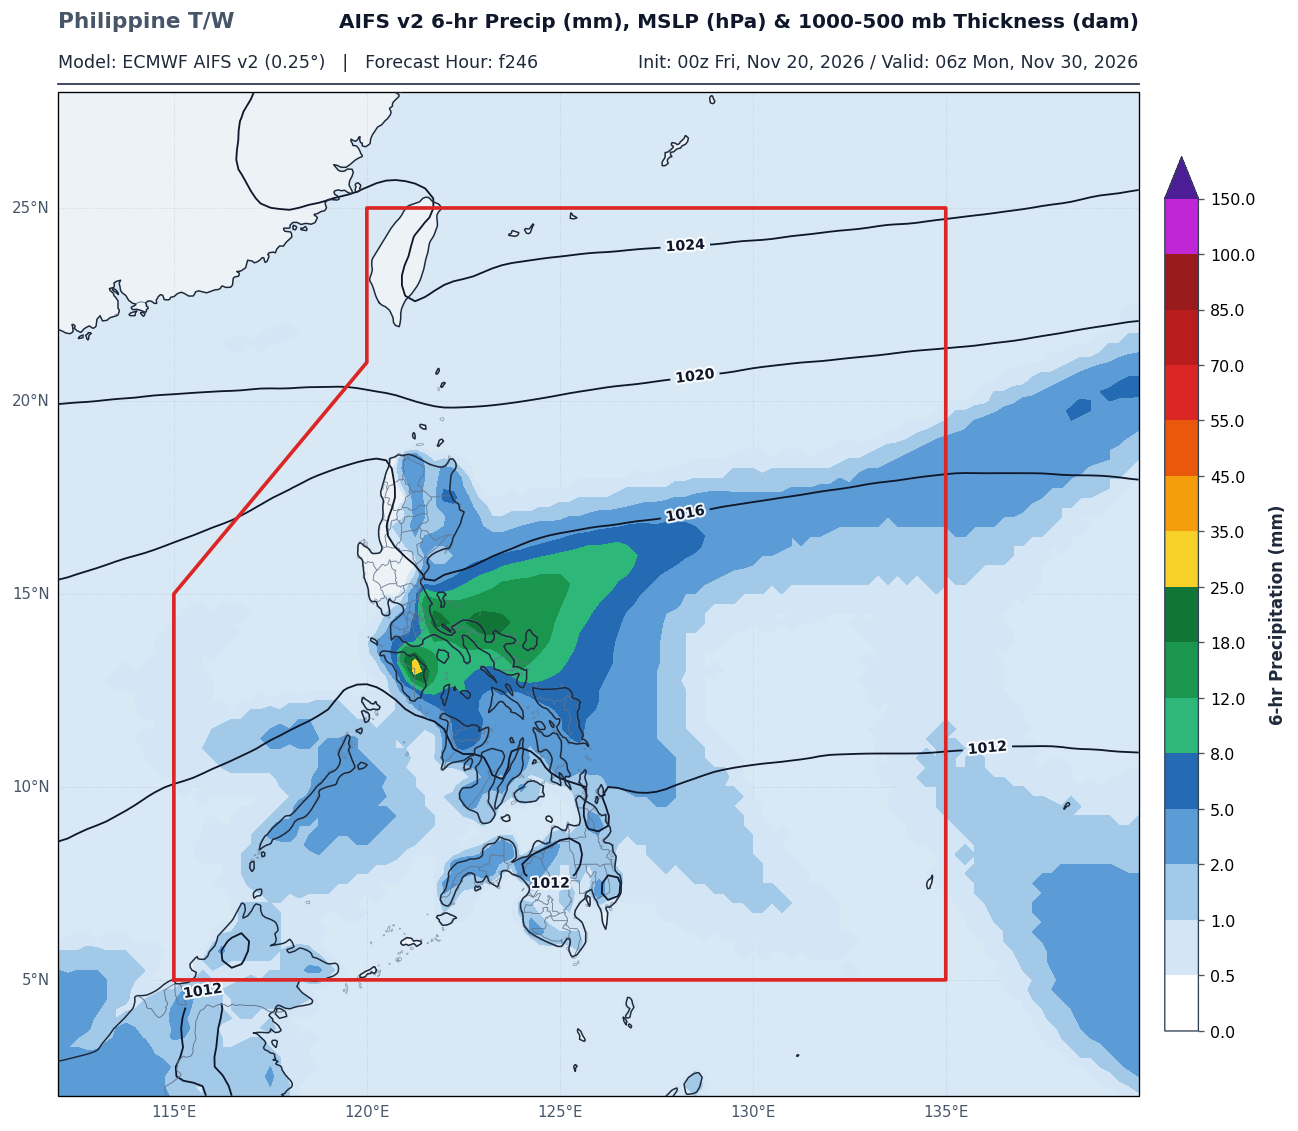 Philippine T/W
AIFS v2 6-hr Precip (mm), MSLP (hPa) & 1000-500 mb Thickness (dam)
Model: ECMWF AIFS v2 (0.25°) | Forecast Hour: f246
Init: 00z Fri, Nov 20, 2026 / Valid: 06z Mon, Nov 30, 2026
25°N
20°N
15°N
10°N
5°N
115°E
120°E
125°E
130°E
135°E
1024
1020
1016
1012
1012
1012
150.0
100.0
85.0
70.0
55.0
45.0
35.0
25.0
18.0
12.0
8.0
5.0
2.0
1.0
0.5
0.0
6-hr Precipitation (mm)